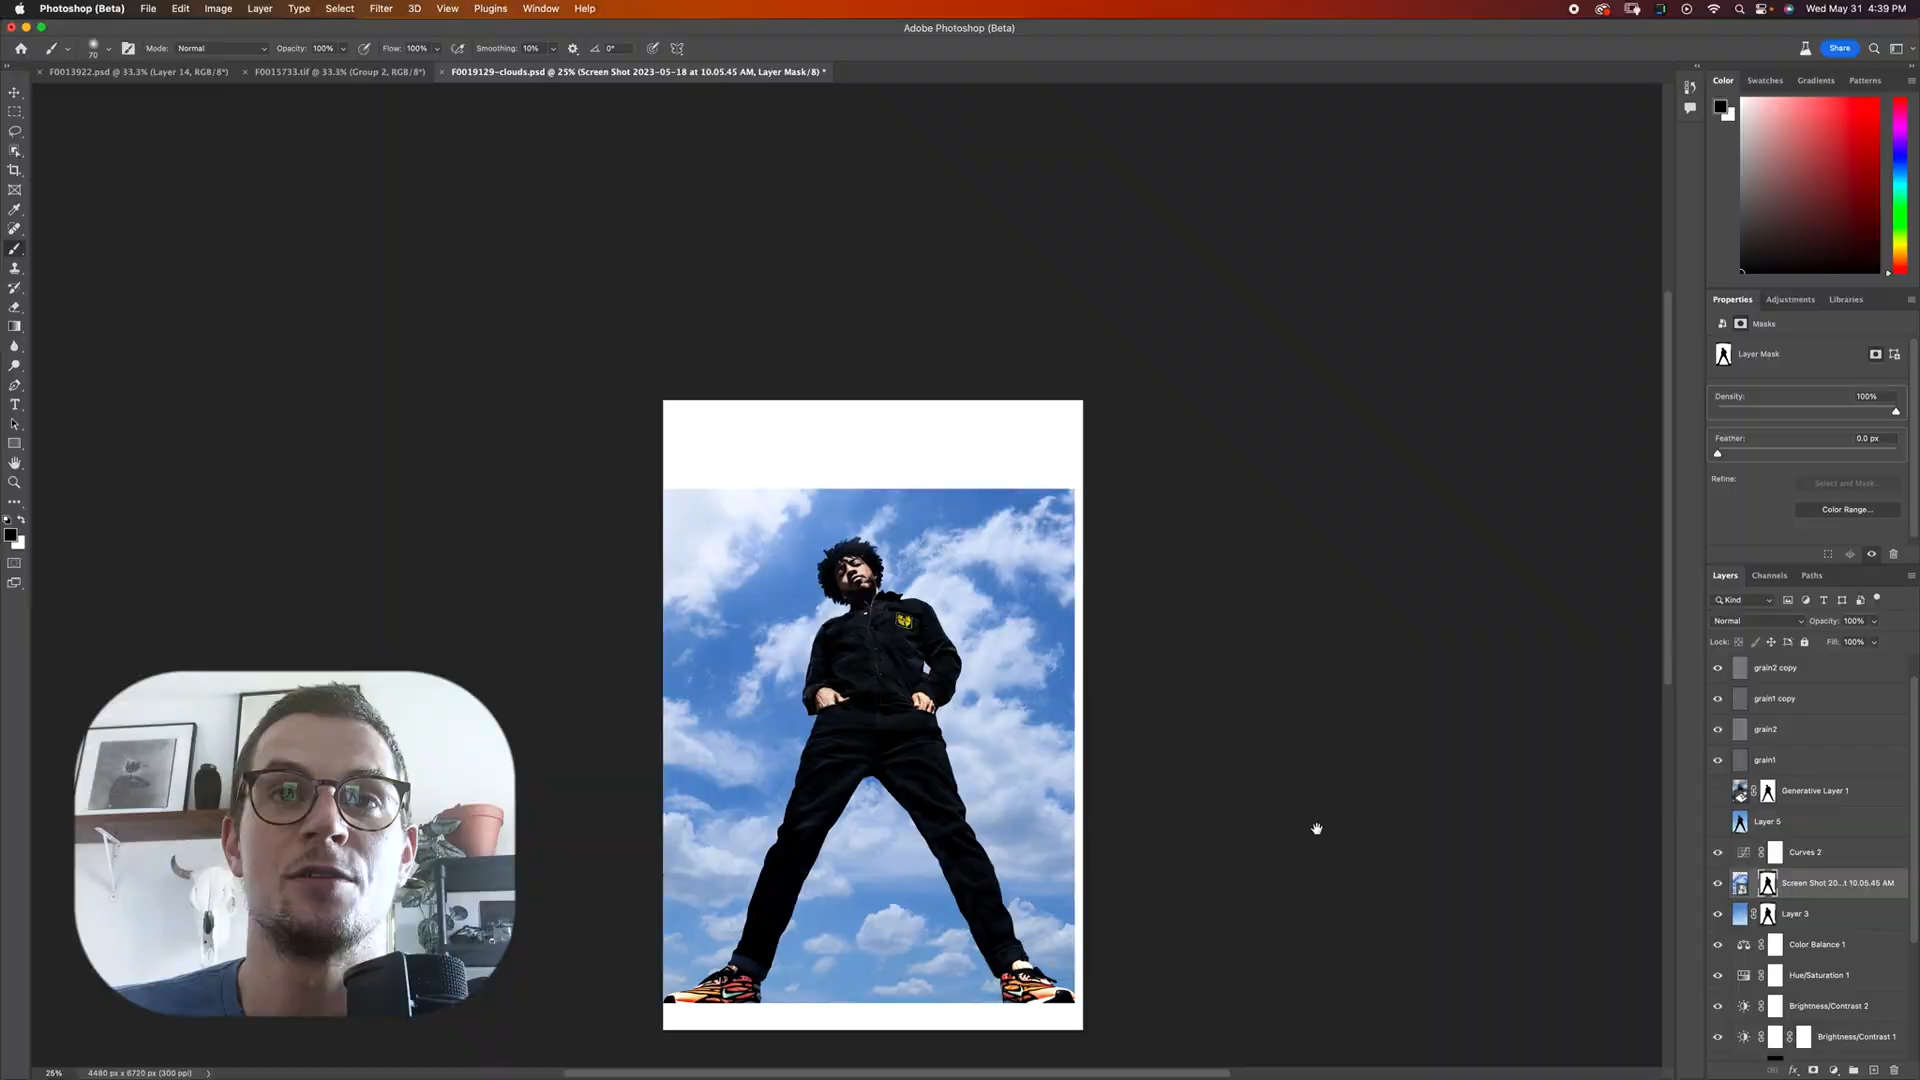 Photoshop (Beta) File Edit Image Layer Type Select Filter 3D View Plugins Window Help Wed May 31 4:39 PM
Adobe Photoshop (Beta)
70 Mode: Normal Opacity: 100% Flow: 100% Smoothing: 10% 0° Share
F0013922.psd @ 33.3% (Layer 14, RGB/8*) F0015733.tif @ 33.3% (Group 2, RGB/8*) F0019129-clouds.psd @ 25% (Screen Shot 2023-05-18 at 10.05.45 AM, Layer Mask/8) *
Color Swatches Gradients Patterns
Properties Adjustments Libraries
Masks
Layer Mask
Density: 100%
Feather: 0.0 px
Refine: Select and Mask...
Color Range...
Layers Channels Paths
Kind
Normal Opacity: 100%
Lock: Fill: 100%
grain2 copy
grain1 copy
grain2
grain1
Generative Layer 1
Layer 5
Curves 2
Screen Shot 20...t 10.05.45 AM
Layer 3
Color Balance 1
Hue/Saturation 1
Brightness/Contrast 2
Brightness/Contrast 1
25% 4480 px x 6720 px (300 ppi)